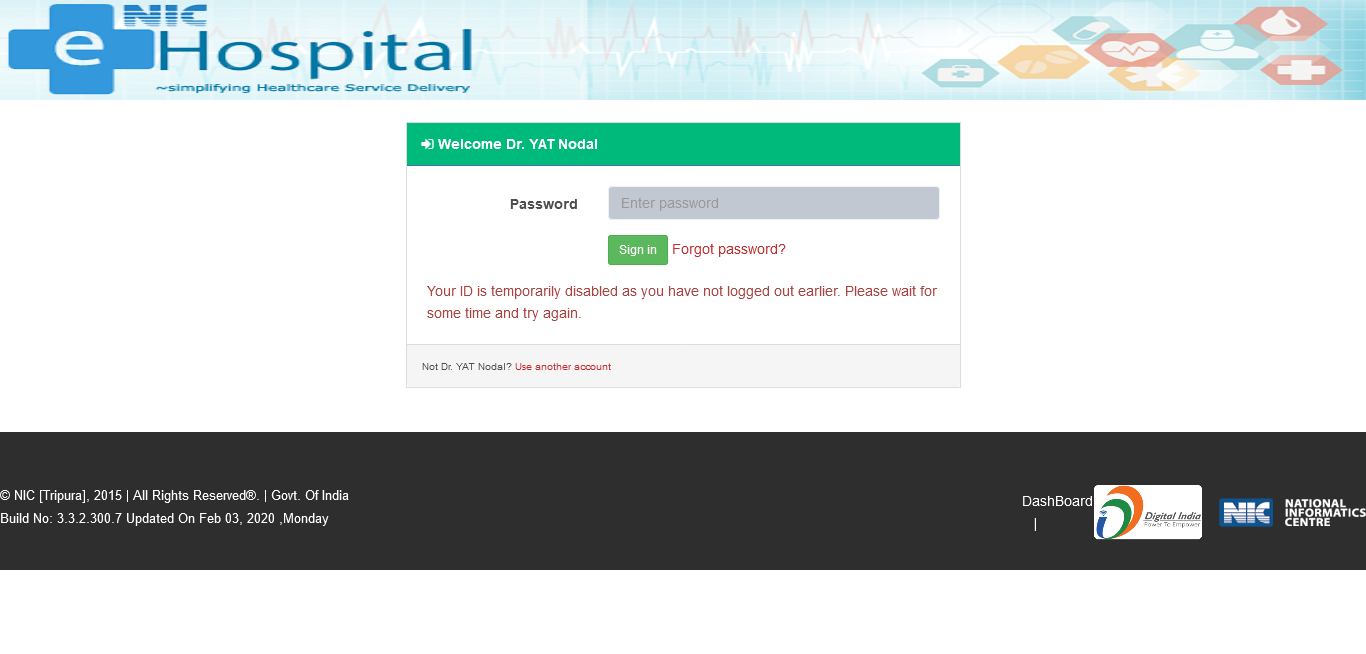 NIC
e Hospital
~simplifying Healthcare Service Delivery
Welcome Dr. YAT Nodal
Password
Enter password
Sign in Forgot password?
Your ID is temporarily disabled as you have not logged out earlier. Please wait for
some time and try again.
Not Dr. YAT Nodal? Use another account
© NIC [Tripura], 2015 | All Rights Reserved®. | Govt. Of India
Build No: 3.3.2.300.7 Updated On Feb 03, 2020 ,Monday
DashBoard
|
Digital India
Power To Empower
NIC
NATIONAL
INFORMATICS
CENTRE